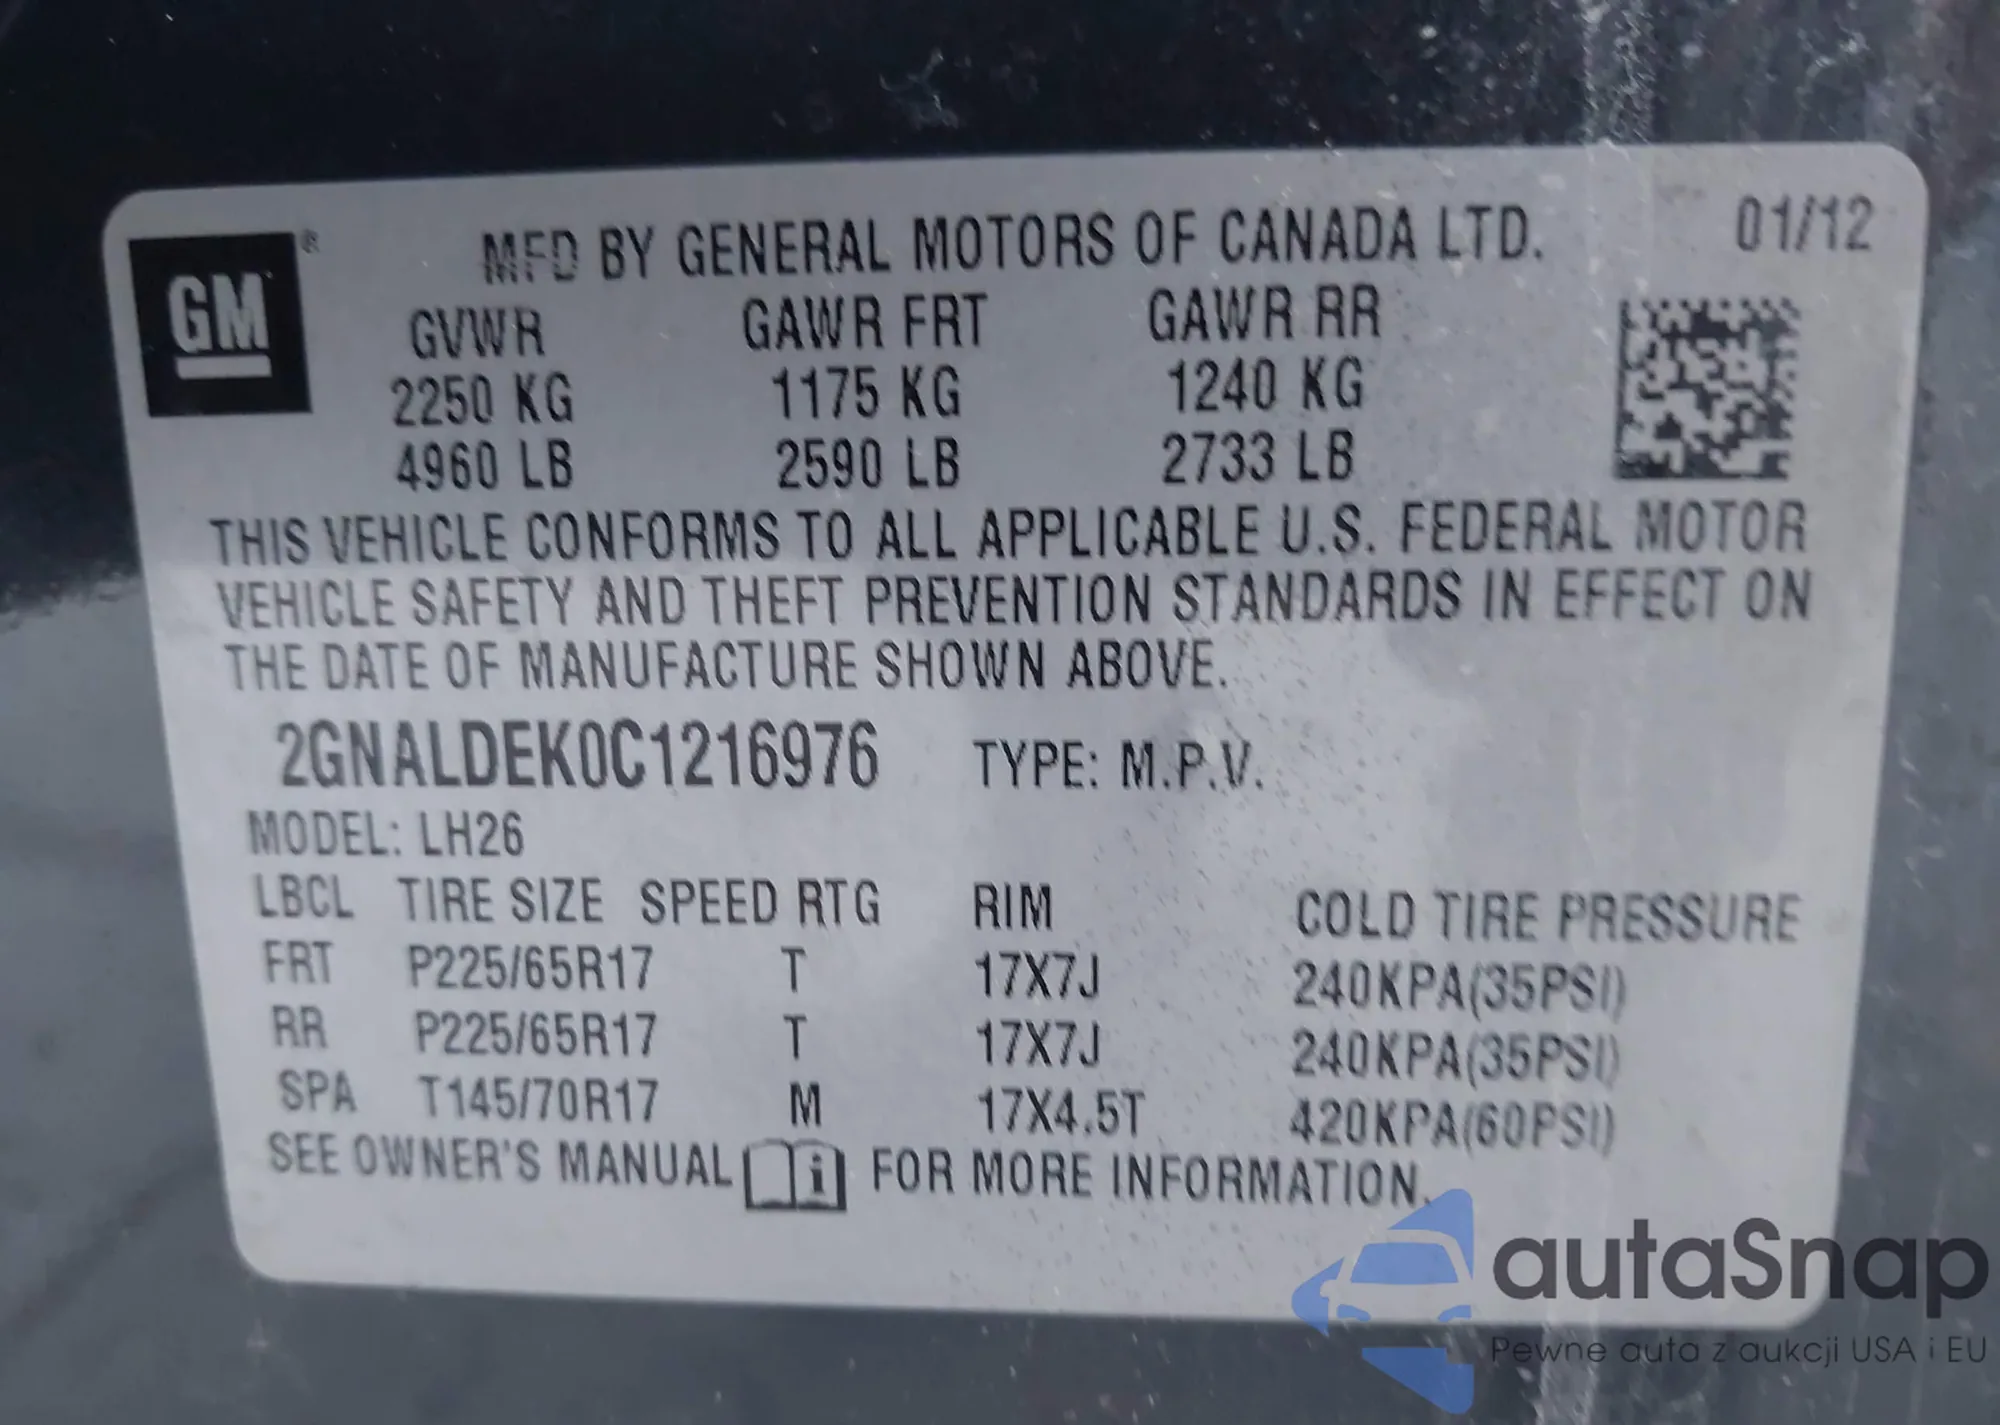 GM ®
MFD BY GENERAL MOTORS OF CANADA LTD. 01/12
GVWR GAWR FRT GAWR RR
2250 KG 1175 KG 1240 KG
4960 LB 2590 LB 2733 LB
THIS VEHICLE CONFORMS TO ALL APPLICABLE U.S. FEDERAL MOTOR
VEHICLE SAFETY AND THEFT PREVENTION STANDARDS IN EFFECT ON
THE DATE OF MANUFACTURE SHOWN ABOVE.
2GNALDEK0C1216976 TYPE: M.P.V.
MODEL: LH26
LBCL TIRE SIZE SPEED RTG RIM COLD TIRE PRESSURE
FRT P225/65R17 T 17X7J 240KPA(35PSI)
RR P225/65R17 T 17X7J 240KPA(35PSI)
SPA T145/70R17 M 17X4.5T 420KPA(60PSI)
SEE OWNER'S MANUAL i FOR MORE INFORMATION.
autaSnap
Pewne auta z aukcji USA i EU